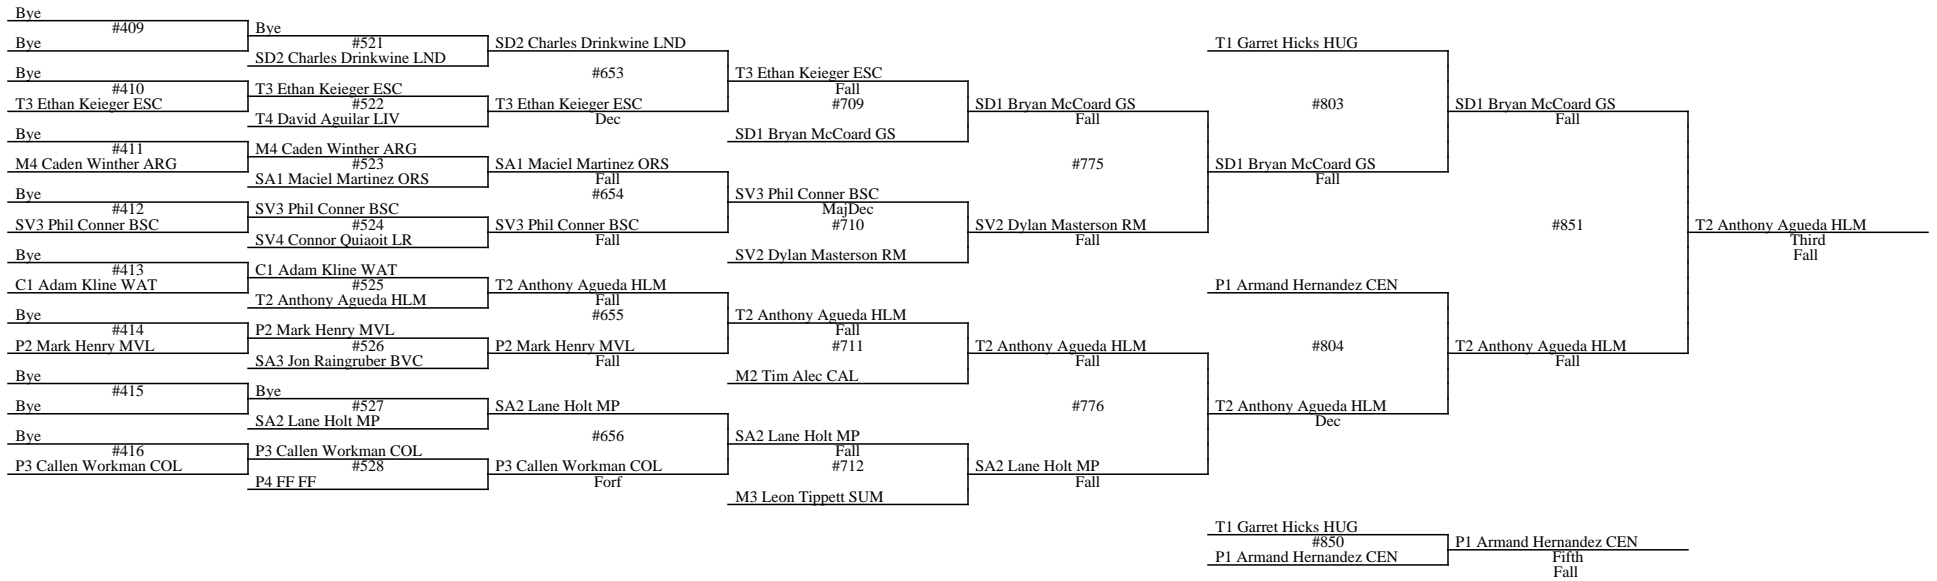 Bye
#409
Bye
Bye
#410
T3 Ethan Keieger ESC
Bye
#411
M4 Caden Winther ARG
Bye
#412
SV3 Phil Conner BSC
Bye
#413
C1 Adam Kline WAT
Bye
#414
P2 Mark Henry MVL
Bye
#415
Bye
Bye
#416
P3 Callen Workman COL
Bye
#521
SD2 Charles Drinkwine LND
T3 Ethan Keieger ESC
#522
T4 David Aguilar LIV
M4 Caden Winther ARG
#523
SA1 Maciel Martinez ORS
SV3 Phil Conner BSC
#524
SV4 Connor Quiaoit LR
C1 Adam Kline WAT
#525
T2 Anthony Agueda HLM
P2 Mark Henry MVL
#526
SA3 Jon Raingruber BVC
Bye
#527
SA2 Lane Holt MP
P3 Callen Workman COL
#528
P4 FF FF
SD2 Charles Drinkwine LND
#653
T3 Ethan Keieger ESC
Dec
SA1 Maciel Martinez ORS
Fall
#654
SV3 Phil Conner BSC
Fall
T2 Anthony Agueda HLM
Fall
#655
P2 Mark Henry MVL
Fall
SA2 Lane Holt MP
#656
P3 Callen Workman COL
Forf
T3 Ethan Keieger ESC
Fall
#709
SD1 Bryan McCoard GS
SV3 Phil Conner BSC
MajDec
#710
SV2 Dylan Masterson RM
T2 Anthony Agueda HLM
Fall
#711
M2 Tim Alec CAL
SA2 Lane Holt MP
Fall
#712
M3 Leon Tippett SUM
SD1 Bryan McCoard GS
Fall
#775
SV2 Dylan Masterson RM
Fall
T2 Anthony Agueda HLM
Fall
#776
SA2 Lane Holt MP
Fall
T1 Garret Hicks HUG
#803
SD1 Bryan McCoard GS
Fall
P1 Armand Hernandez CEN
#804
T2 Anthony Agueda HLM
Dec
SD1 Bryan McCoard GS
Fall
#851
T2 Anthony Agueda HLM
Fall
T2 Anthony Agueda HLM
Third
Fall
T1 Garret Hicks HUG
#850
P1 Armand Hernandez CEN
P1 Armand Hernandez CEN
Fifth
Fall